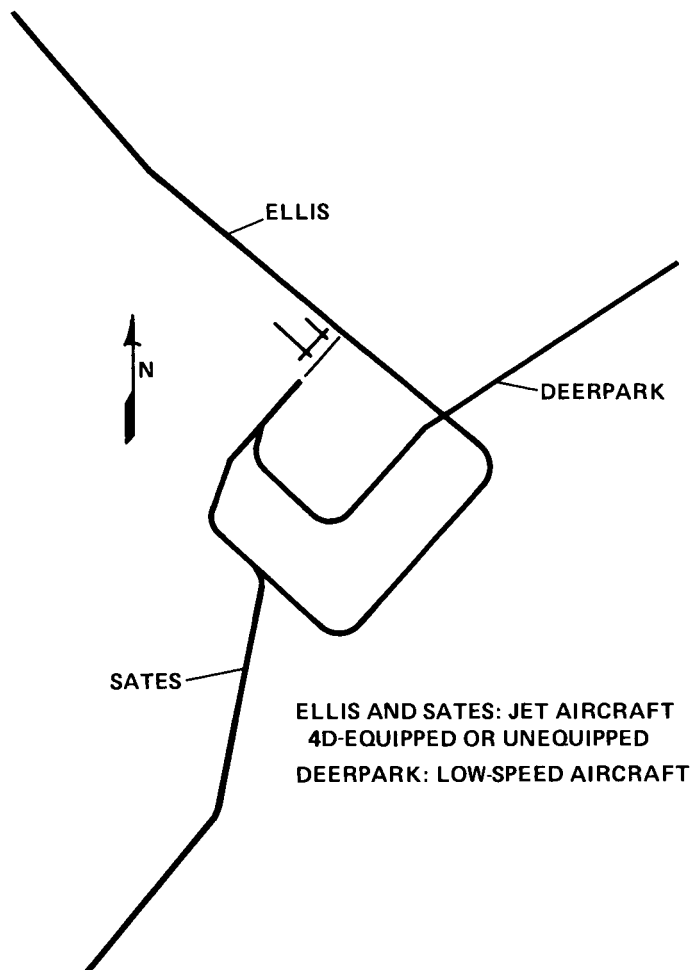 ELLIS
N
DEERPARK
SATES
ELLIS AND SATES: JET AIRCRAFT
4D-EQUIPPED OR UNEQUIPPED
DEERPARK: LOW-SPEED AIRCRAFT